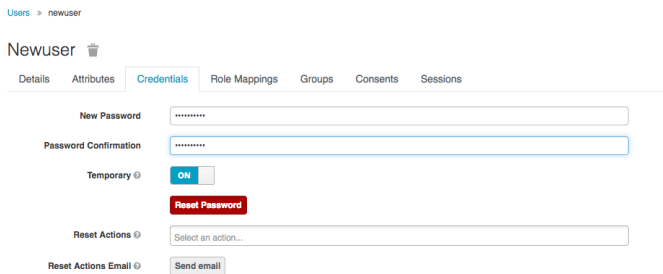 Users » newuser
Newuser
Details Attributes Credentials Role Mappings Groups Consents Sessions
New Password ••••••••••
Password Confirmation ••••••••••
Temporary ON
Reset Password
Reset Actions Select an action...
Reset Actions Email Send email